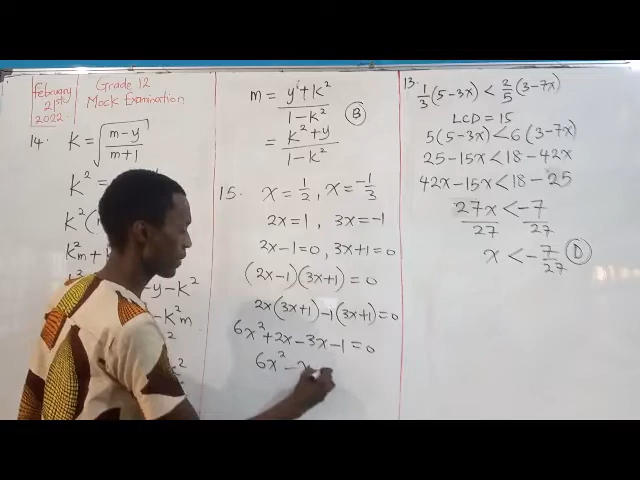 February
21st
2022
Grade 12
Mock Examination
14. K = √((m-y)/(m+1))
K² =
K²(
K²m +
-y-K²
-K²m
m = (y+K²)/(1-K²) (B)
= (K²+y)/(1-K²)
15. x = 1/2, x = -1/3
2x = 1, 3x = -1
2x-1=0, 3x+1=0
(2x-1)(3x+1) = 0
2x(3x+1)-1(3x+1)=0
6x²+2x-3x-1=0
6x²-x
13. 1/3(5-3x) < 2/5(3-7x)
LCD = 15
5(5-3x)<6(3-7x)
25-15x<18-42x
42x-15x<18-25
27x/27 < -7/27
x < -7/27 (D)